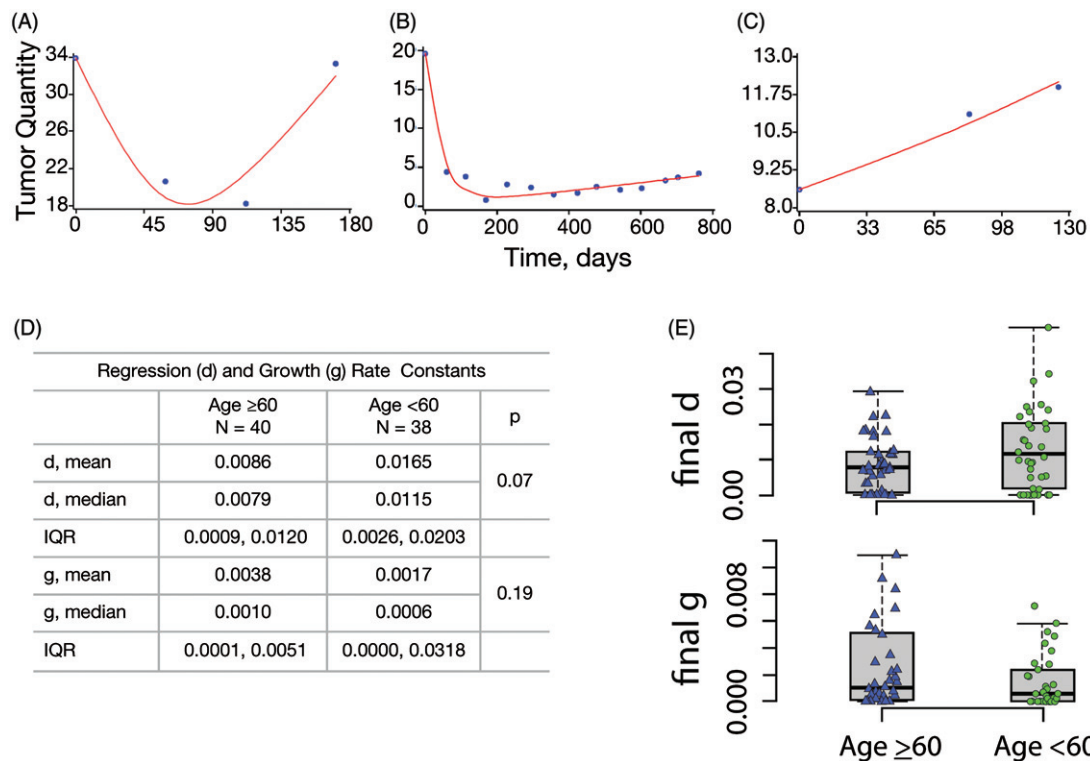 (A)
(B)
(C)
Tumor Quantity
34
30
26
22
18
0 45 90 135 180
20
15
10
5
0
0 200 400 600 800
13.0
11.75
10.5
9.25
8.0
0 33 65 98 130
Time, days
(D)
Regression (d) and Growth (g) Rate Constants
Age ≥60 N = 40 Age <60 N = 38 p
d, mean 0.0086 0.0165 0.07
d, median 0.0079 0.0115
IQR 0.0009, 0.0120 0.0026, 0.0203
g, mean 0.0038 0.0017 0.19
g, median 0.0010 0.0006
IQR 0.0001, 0.0051 0.0000, 0.0318
(E)
final d
0.03
0.00
final g
0.008
0.000
Age ≥60 Age <60